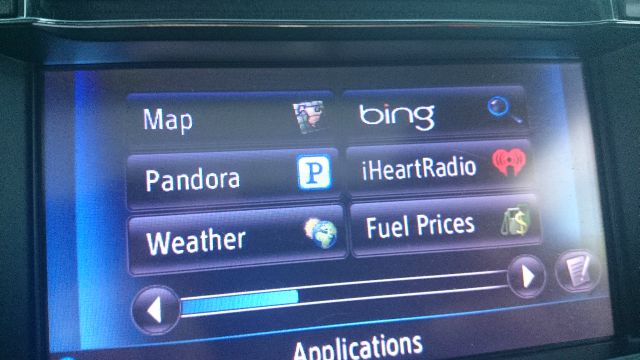 Map
bing
Pandora
P
iHeartRadio
Weather
Fuel Prices
$
Applications